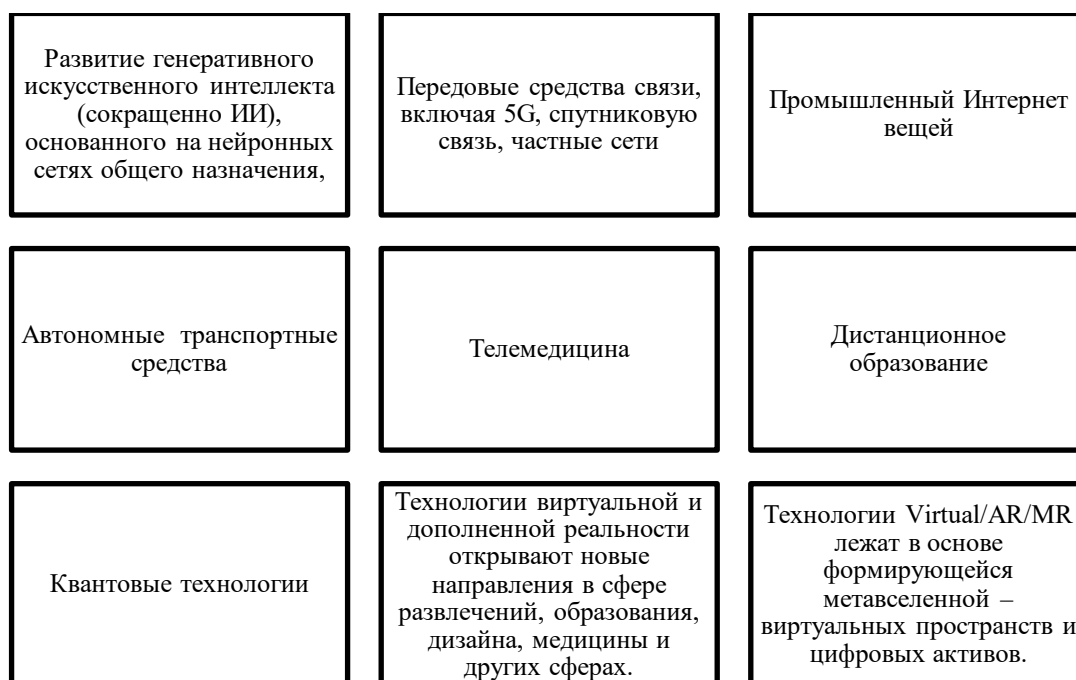 Развитие генеративного
искусственного интеллекта
(сокращенно ИИ),
основанного на нейронных
сетях общего назначения,
Передовые средства связи,
включая 5G, спутниковую
связь, частные сети
Промышленный Интернет
вещей
Автономные транспортные
средства
Телемедицина
Дистанционное
образование
Квантовые технологии
Технологии виртуальной и
дополненной реальности
открывают новые
направления в сфере
развлечений, образования,
дизайна, медицины и
других сферах.
Технологии Virtual/AR/MR
лежат в основе
формирующейся
метавселенной –
виртуальных пространств и
цифровых активов.